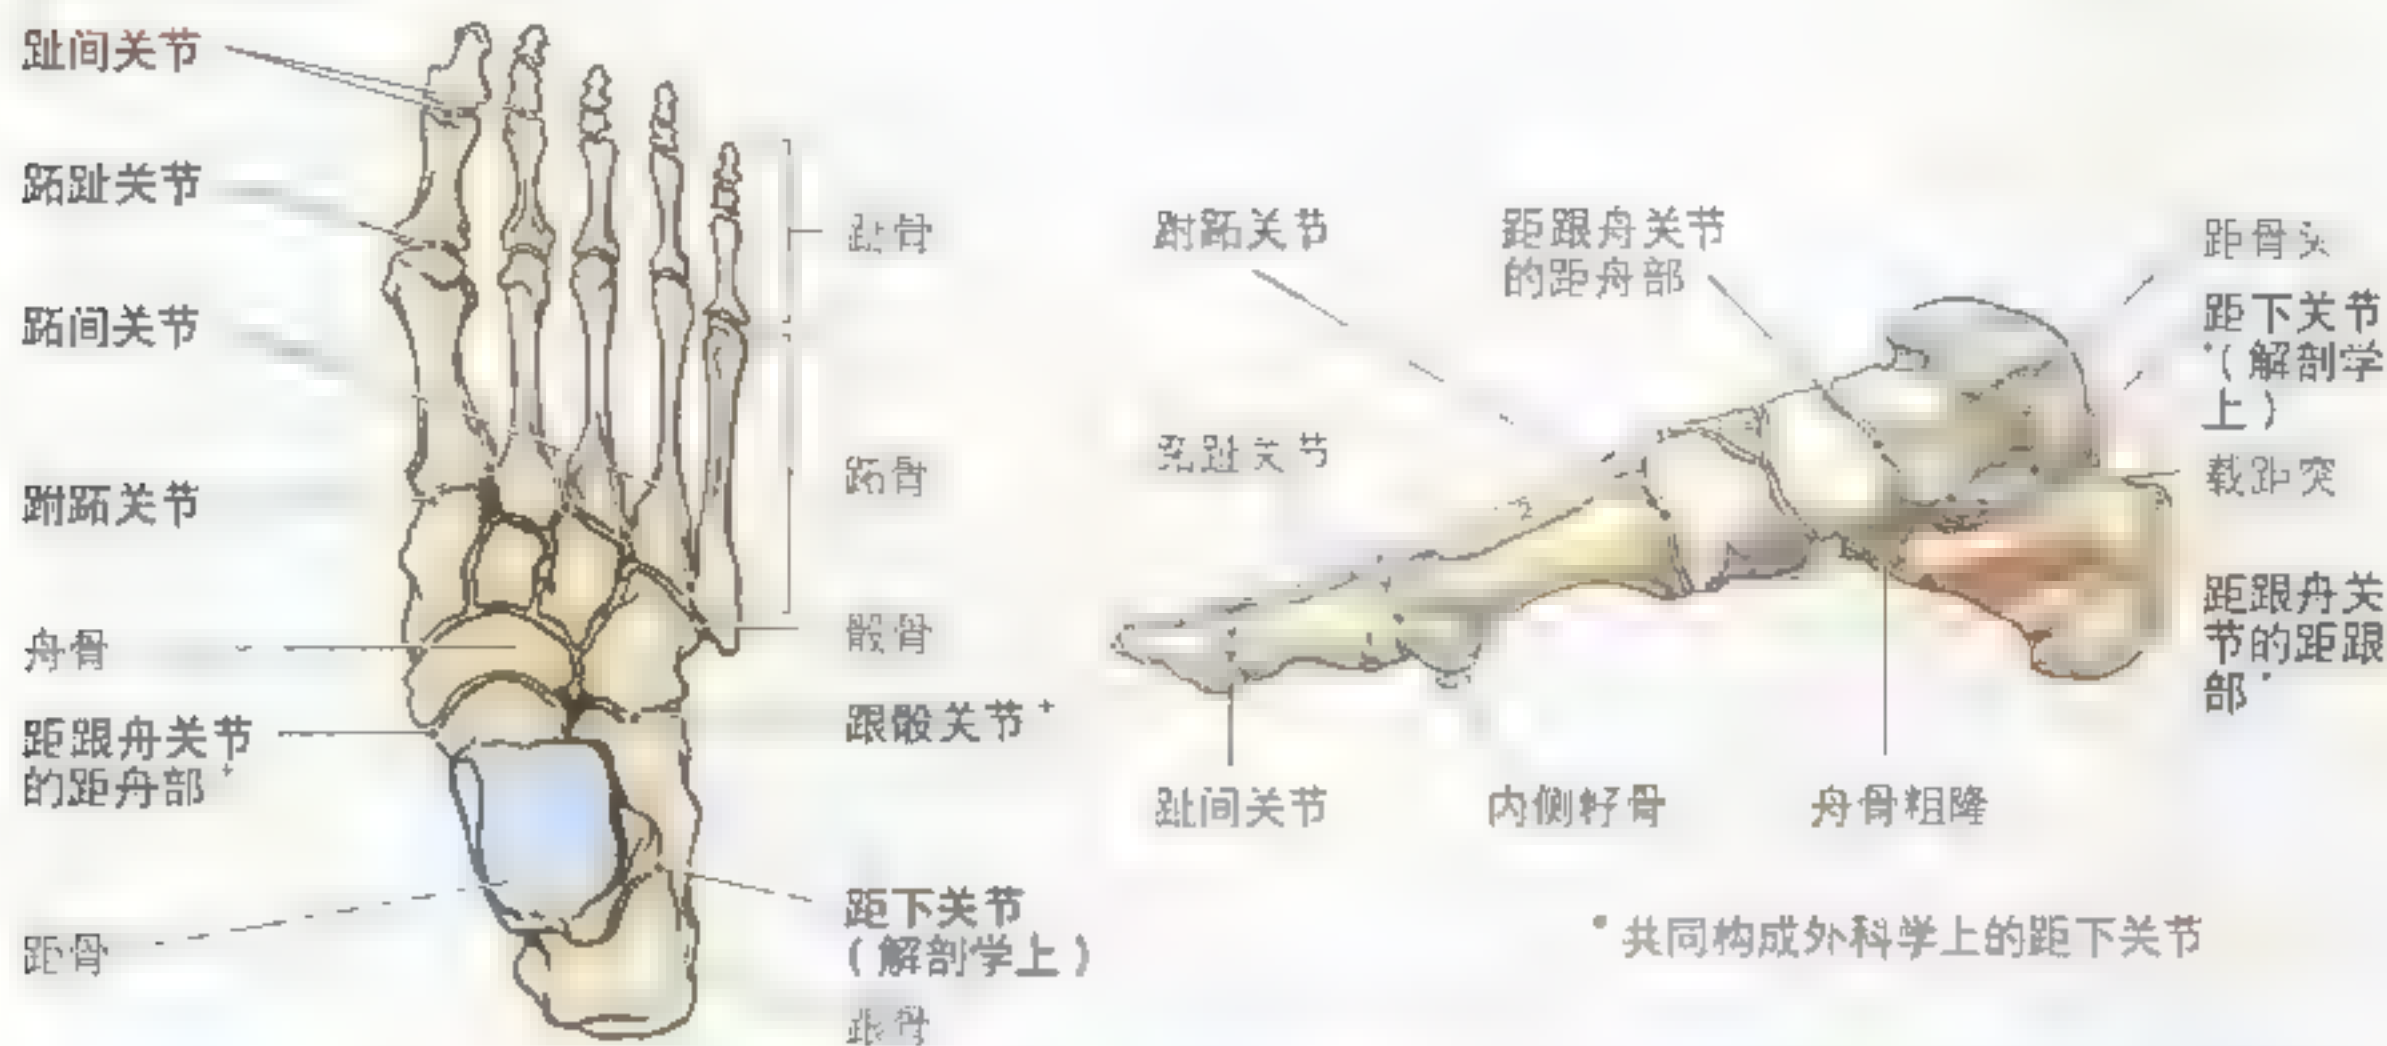 趾间关节
跖趾关节
跖间关节
跗跖关节
舟骨
距跟舟关节
的距舟部
距骨
趾骨
跖骨
骰骨
跟骰关节
距下关节
（解剖学上）
跟骨
跗跖关节
距跟舟关节
的距舟部
趾关节
趾间关节
内侧籽骨
舟骨粗隆
距骨头
距下关节
*（解剖学
上）
载距突
距跟舟关
节的距跟
部*
*共同构成外科学上的距下关节